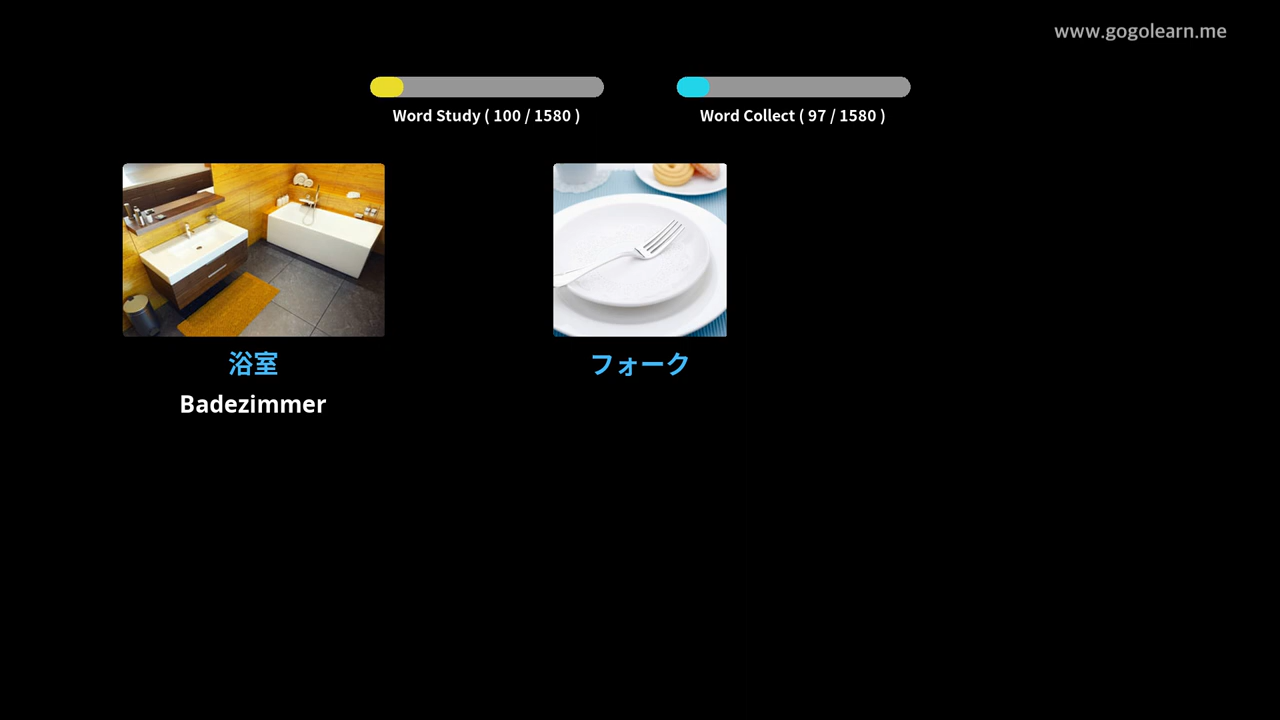 www.gogolearn.me
Word Study ( 100 / 1580 )
Word Collect ( 97 / 1580 )
浴室
フォーク
Badezimmer